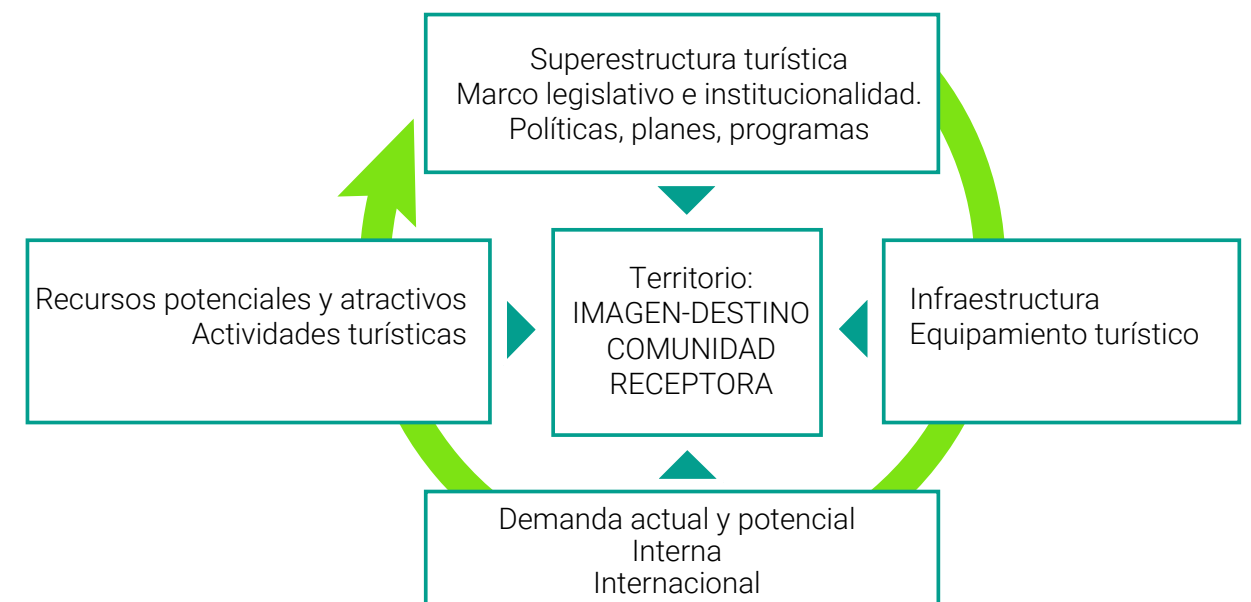 Superestructura turística
Marco legislativo e institucionalidad.
Políticas, planes, programas
Recursos potenciales y atractivos
Actividades turísticas
Territorio:
IMAGEN-DESTINO
COMUNIDAD
RECEPTORA
Infraestructura
Equipamiento turístico
Demanda actual y potencial
Interna
Internacional